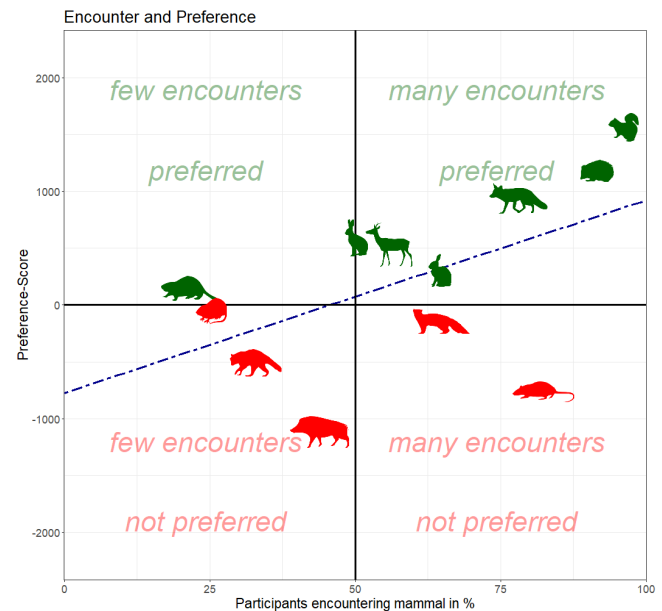 Encounter and Preference
few encounters
many encounters
preferred
preferred
few encounters
many encounters
not preferred
not preferred
2000
1000
0
-1000
-2000
Preference-Score
0
25
50
75
100
Participants encountering mammal in %